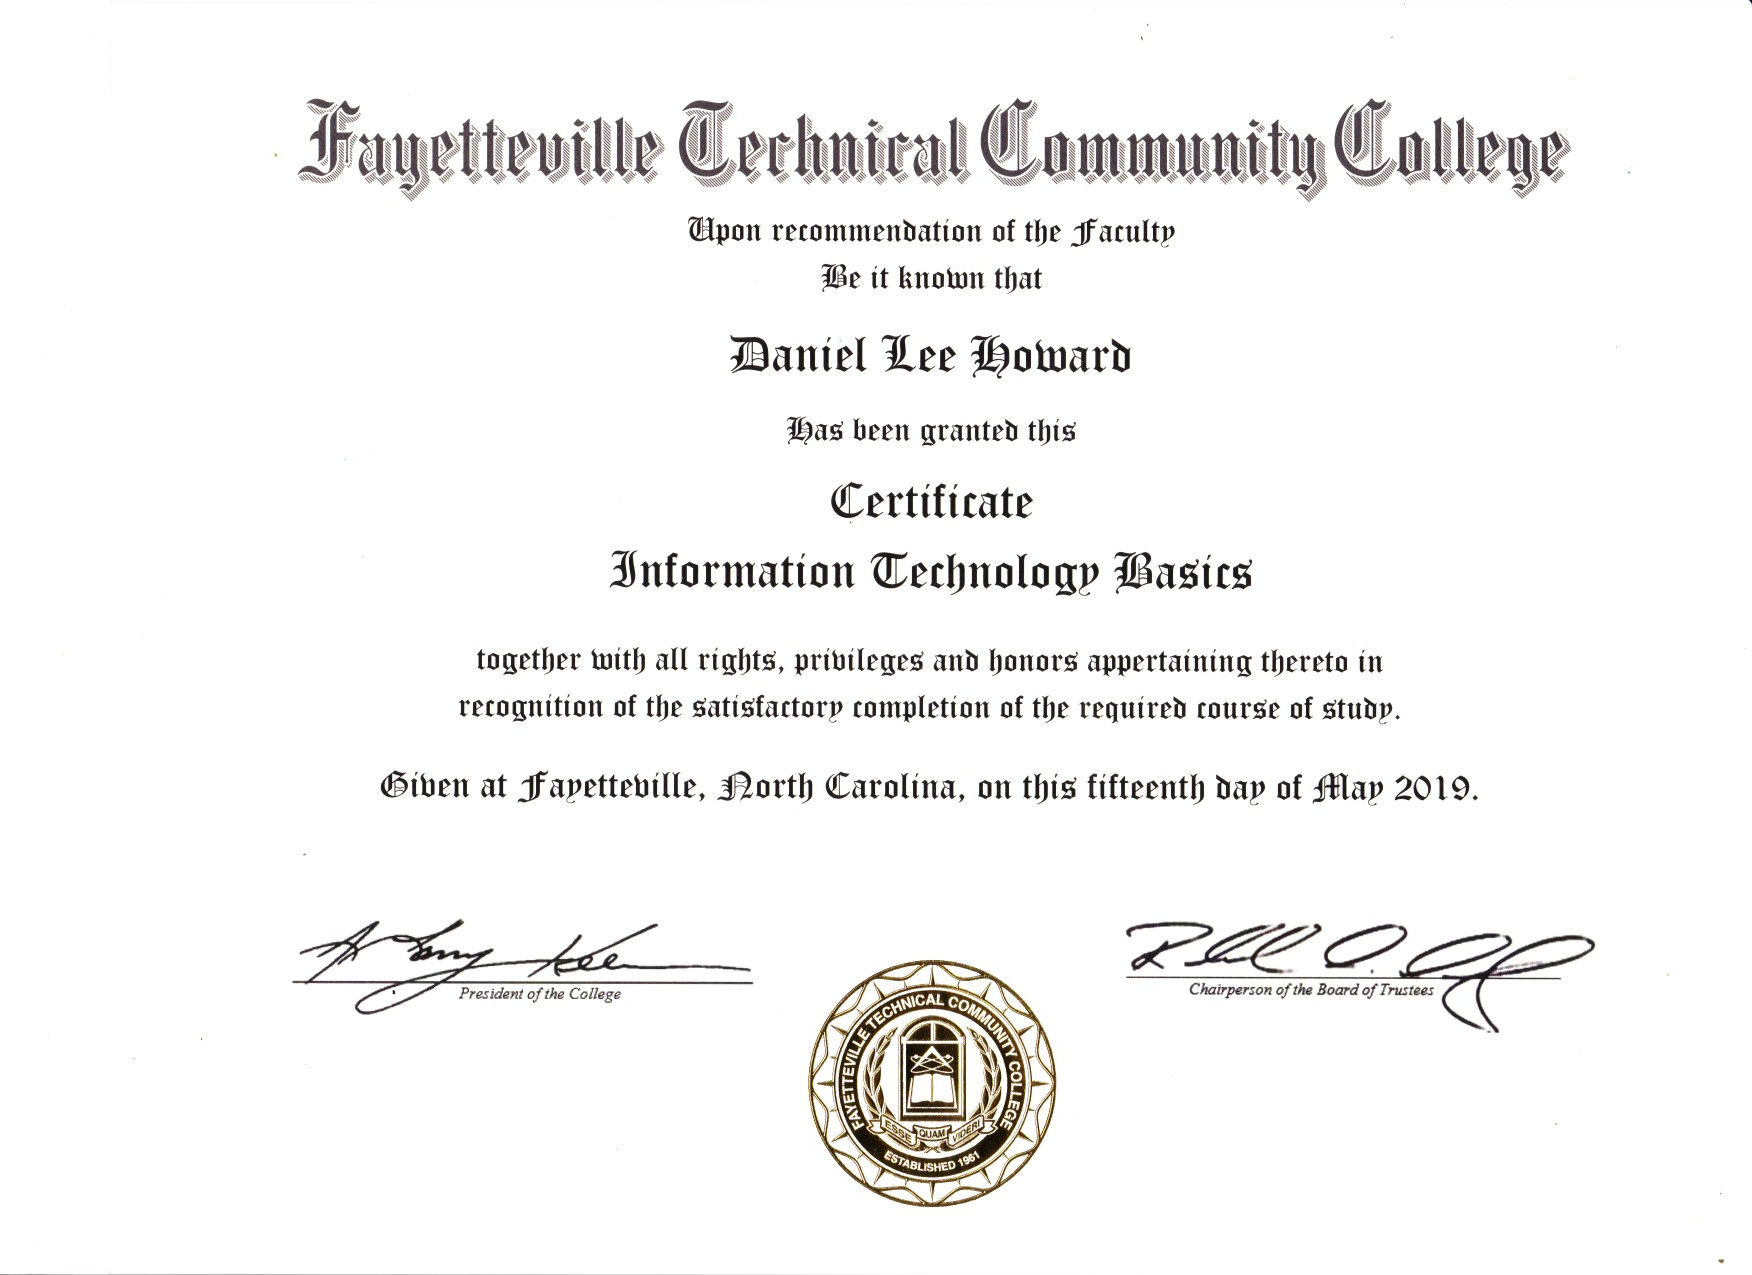 Fayetteville Technical Community College
Upon recommendation of the Faculty
Be it known that
Daniel Lee Howard
Has been granted this
Certificate
Information Technology Basics
together with all rights, privileges and honors appertaining thereto in
recognition of the satisfactory completion of the required course of study.
Given at Fayetteville, North Carolina, on this fifteenth day of May 2019.
President of the College
Chairperson of the Board of Trustees
FAYETTEVILLE TECHNICAL COMMUNITY COLLEGE
ESSE QUAM VIDERI
ESTABLISHED 1961